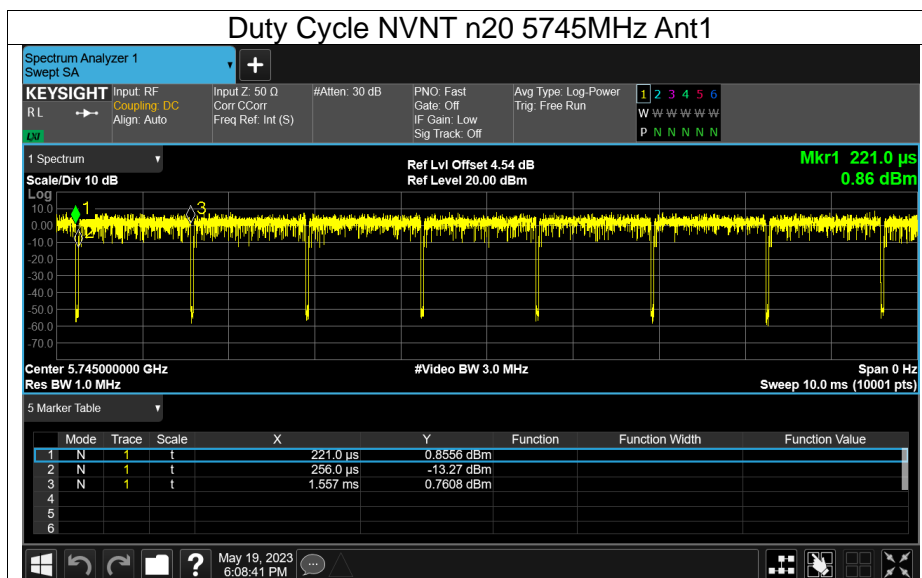 Duty Cycle NVNT n20 5745MHz Ant1
Spectrum Analyzer 1
Swept SA
+
KEYSIGHT Input: RF Input Z: 50 Ω #Atten: 30 dB PNO: Fast Avg Type: Log-Power 1 2 3 4 5 6
R L Coupling: DC Corr CCorr Gate: Off Trig: Free Run W W W W W W
Align: Auto Freq Ref: Int (S) IF Gain: Low
LXI Sig Track: Off P N N N N N
1 Spectrum Ref Lvl Offset 4.54 dB Mkr1 221.0 µs
Scale/Div 10 dB Ref Level 20.00 dBm 0.86 dBm
Log
10.0 1 3
0.00 2
-10.0
-20.0
-30.0
-40.0
-50.0
-60.0
-70.0
Center 5.745000000 GHz #Video BW 3.0 MHz Span 0 Hz
Res BW 1.0 MHz Sweep 10.0 ms (10001 pts)
5 Marker Table
Mode Trace Scale X Y Function Function Width Function Value
1 N 1 t 221.0 µs 0.8556 dBm
2 N 1 t 256.0 µs -13.27 dBm
3 N 1 t 1.557 ms 0.7608 dBm
4
5
6
? May 19, 2023
6:08:41 PM